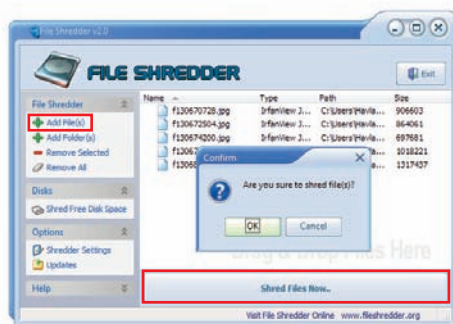 File Shredder v2.0
FILE SHREDDER
Exit
File Shredder
Add File(s)
Add Folder(s)
Remove Selected
Remove All
Disks
Shred Free Disk Space
Options
Shredder Settings
Updates
Help
Name Type Path Size
f130670728.jpg IrfanView J... C:\Users\Havla... 906603
f130672504.jpg IrfanView J... C:\Users\Havla... 864061
f130674200.jpg IrfanView J... C:\Users\Havla... 697681
1018221
1317437
Confirm
Are you sure to shred file(s)?
OK Cancel
Drag & Drop Files Here
Shred Files Now..
Visit File Shredder Online www.fileshredder.org